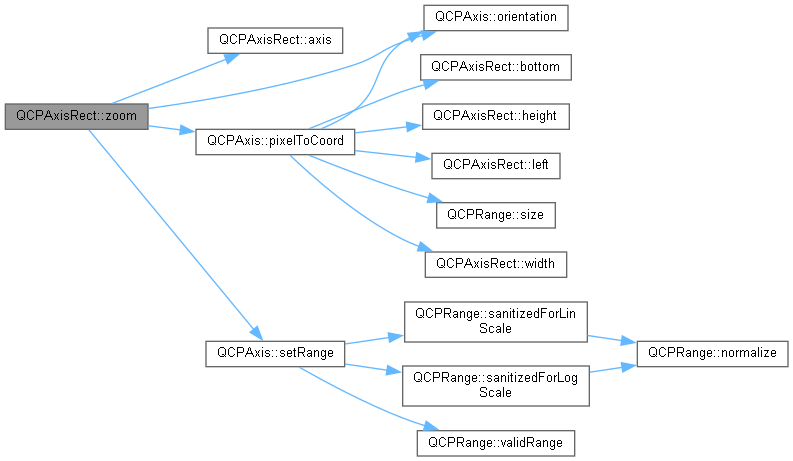 QCPAxis::orientation
QCPAxisRect::axis
QCPAxisRect::bottom
QCPAxisRect::zoom
QCPAxisRect::height
QCPAxis::pixelToCoord
QCPAxisRect::left
QCPRange::size
QCPAxisRect::width
QCPRange::sanitizedForLin
Scale
QCPAxis::setRange
QCPRange::normalize
QCPRange::sanitizedForLog
Scale
QCPRange::validRange